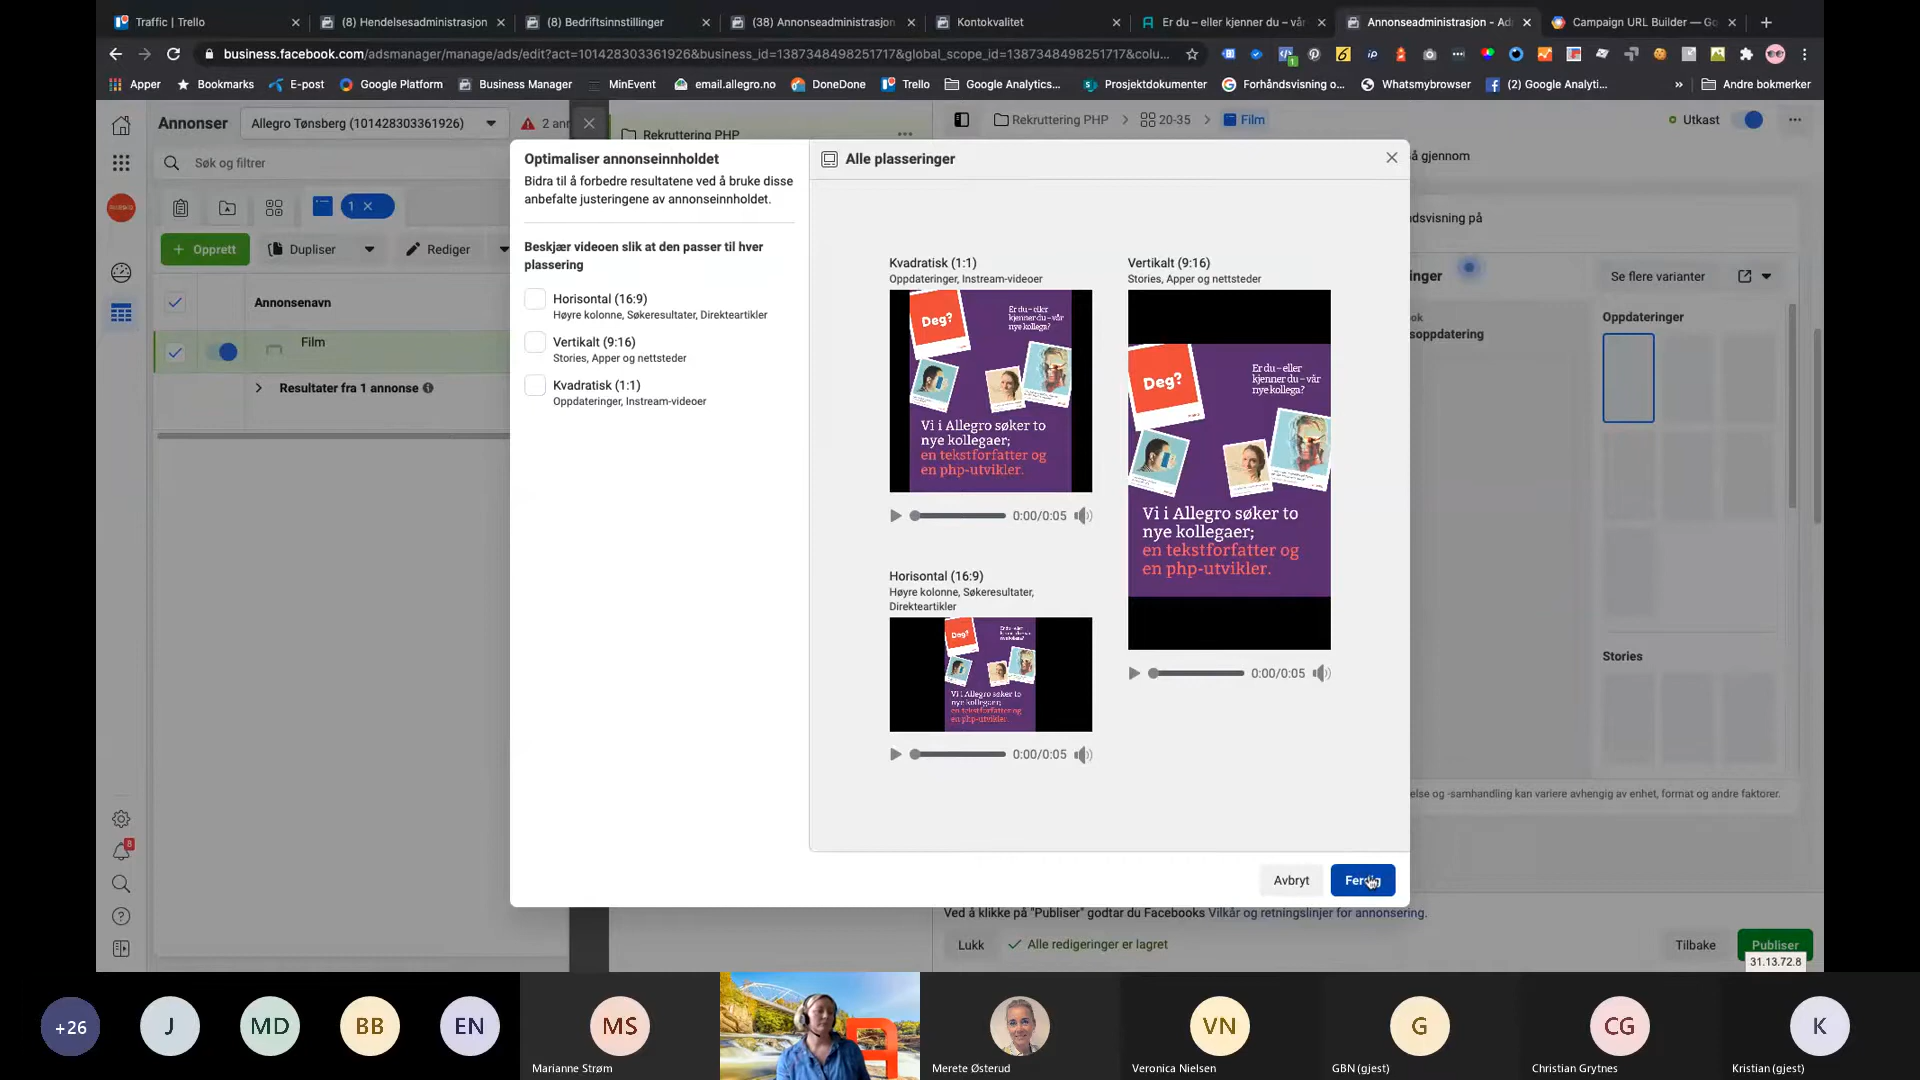 Traffic | Trello
(8) Hendelsesadministrasjon
(8) Bedriftsinnstillinger
(38) Annonseadministrasjon
Kontokvalitet
Er du – eller kjenner du – vår
Annonseadministrasjon - Ad
Campaign URL Builder — Go
business.facebook.com/adsmanager/manage/ads/edit?act=101428303361926&business_id=1387348498251717&global_scope_id=1387348498251717&colu...
Apper
Bookmarks
E-post
Google Platform
Business Manager
MinEvent
email.allegro.no
DoneDone
Trello
Google Analytics...
Prosjektdokumenter
Forhåndsvisning o...
Whatsmybrowser
(2) Google Analyti...
»
Andre bokmerker
Annonser
Allegro Tønsberg (101428303361926)
2 ann
Rekruttering PHP
Rekruttering PHP
20-35
Film
Utkast
Søk og filtrer
å gjennom
1
Opprett
Dupliser
Rediger
ndsvisning på
Annonsenavn
Film
Resultater fra 1 annonse
inger
Se flere varianter
ok
soppdatering
Oppdateringer
Stories
Optimaliser annonseinnholdet
Bidra til å forbedre resultatene ved å bruke disse
anbefalte justeringene av annonseinnholdet.
Beskjær videoen slik at den passer til hver
plassering
Horisontal (16:9)
Høyre kolonne, Søkeresultater, Direkteartikler
Vertikalt (9:16)
Stories, Apper og nettsteder
Kvadratisk (1:1)
Oppdateringer, Instream-videoer
Alle plasseringer
Kvadratisk (1:1)
Oppdateringer, Instream-videoer
Deg?
Er du – eller
kjenner du – vår
nye kollega?
Vi i Allegro søker to
nye kollegaer;
en tekstforfatter og
en php-utvikler.
0:00/0:05
Vertikalt (9:16)
Stories, Apper og nettsteder
Deg?
Er du – eller
kjenner du – vår
nye kollega?
Vi i Allegro søker to
nye kollegaer;
en tekstforfatter og
en php-utvikler.
0:00/0:05
Horisontal (16:9)
Høyre kolonne, Søkeresultater,
Direkteartikler
Deg?
Vi i Allegro søker to
nye kollegaer;
en tekstforfatter og
en php-utvikler.
0:00/0:05
else og -samhandling kan variere avhengig av enhet, format og andre faktorer.
Avbryt
Ved å klikke på "Publiser" godtar du Facebooks Vilkår og retningslinjer for annonsering.
Lukk
Alle redigeringer er lagret
Tilbake
Publiser
31.13.72.8
8
+26
J
MD
BB
EN
MS
VN
G
CG
K
Marianne Strøm
Merete Østerud
Veronica Nielsen
GBN (gjest)
Christian Grytnes
Kristian (gjest)